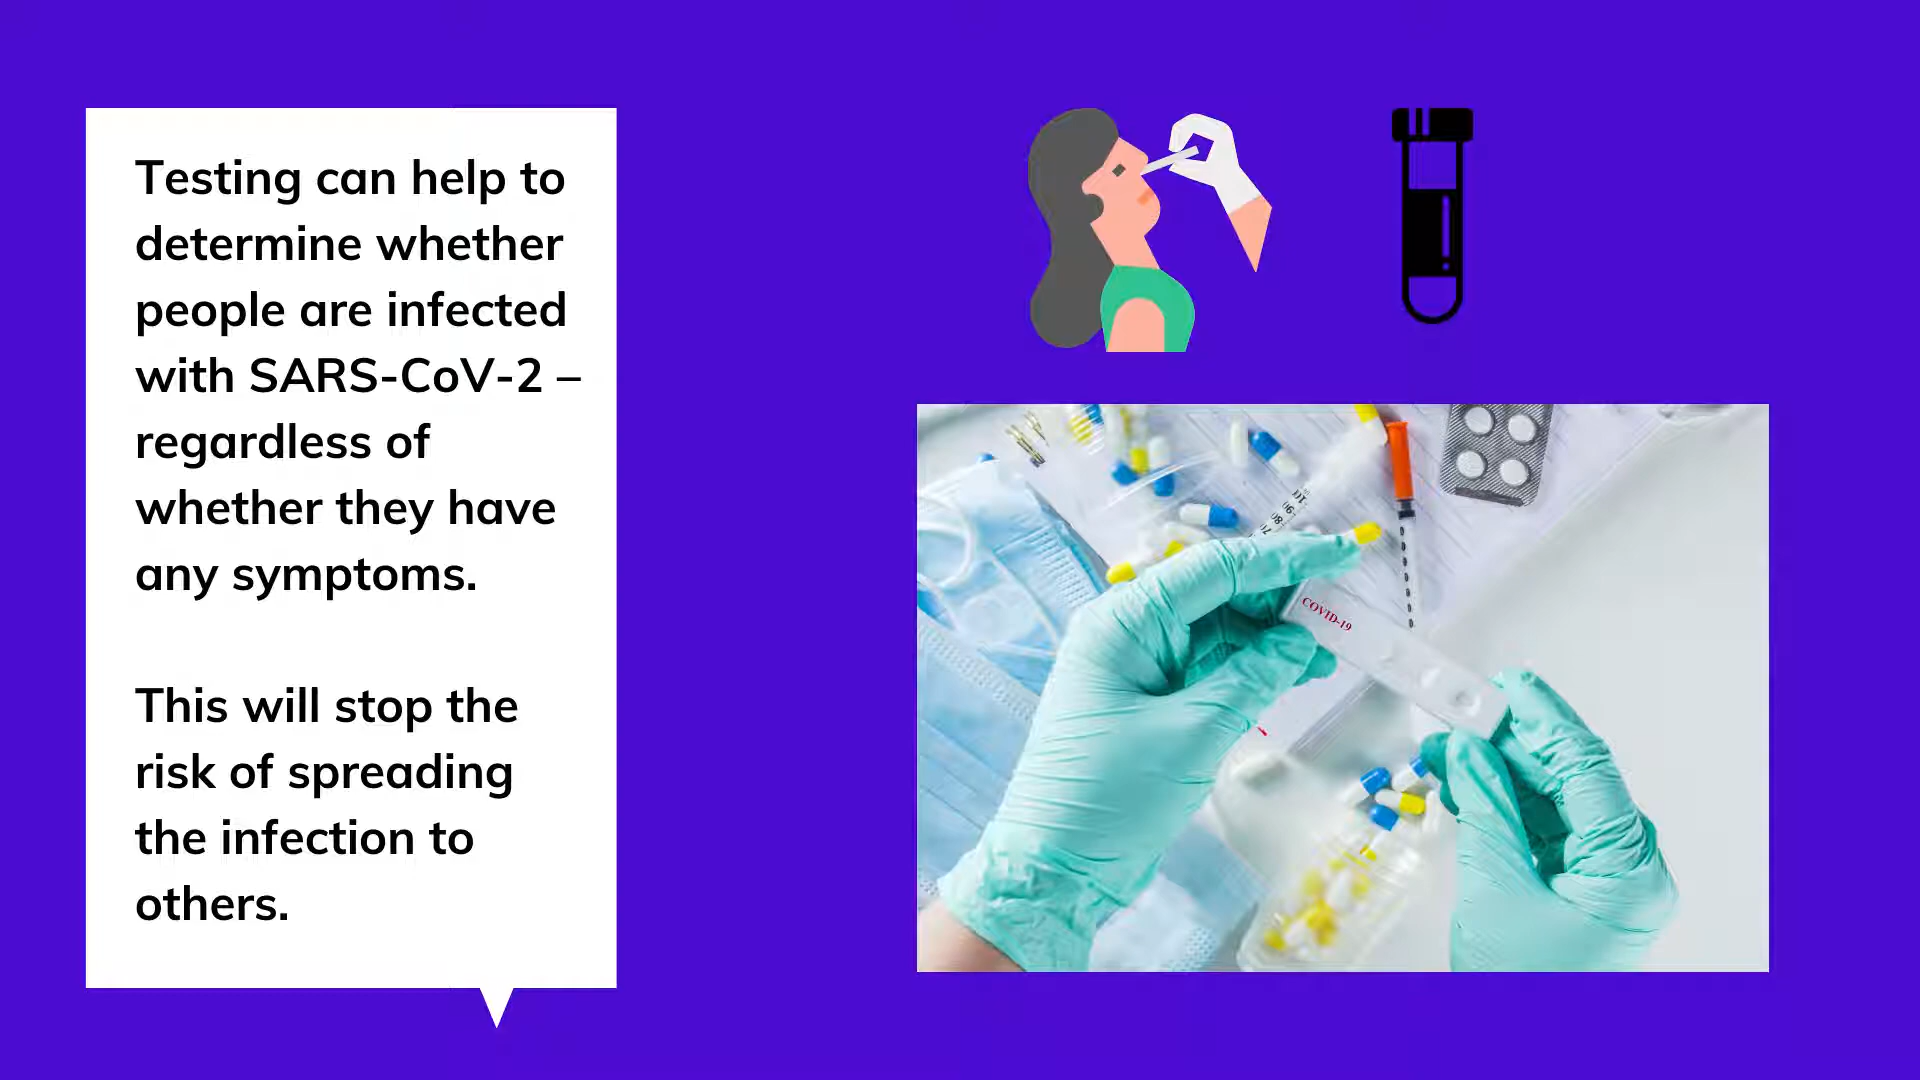 Testing can help to
determine whether
people are infected
with SARS-CoV-2 –
regardless of
whether they have
any symptoms.
This will stop the
risk of spreading
the infection to
others.
COVID-19